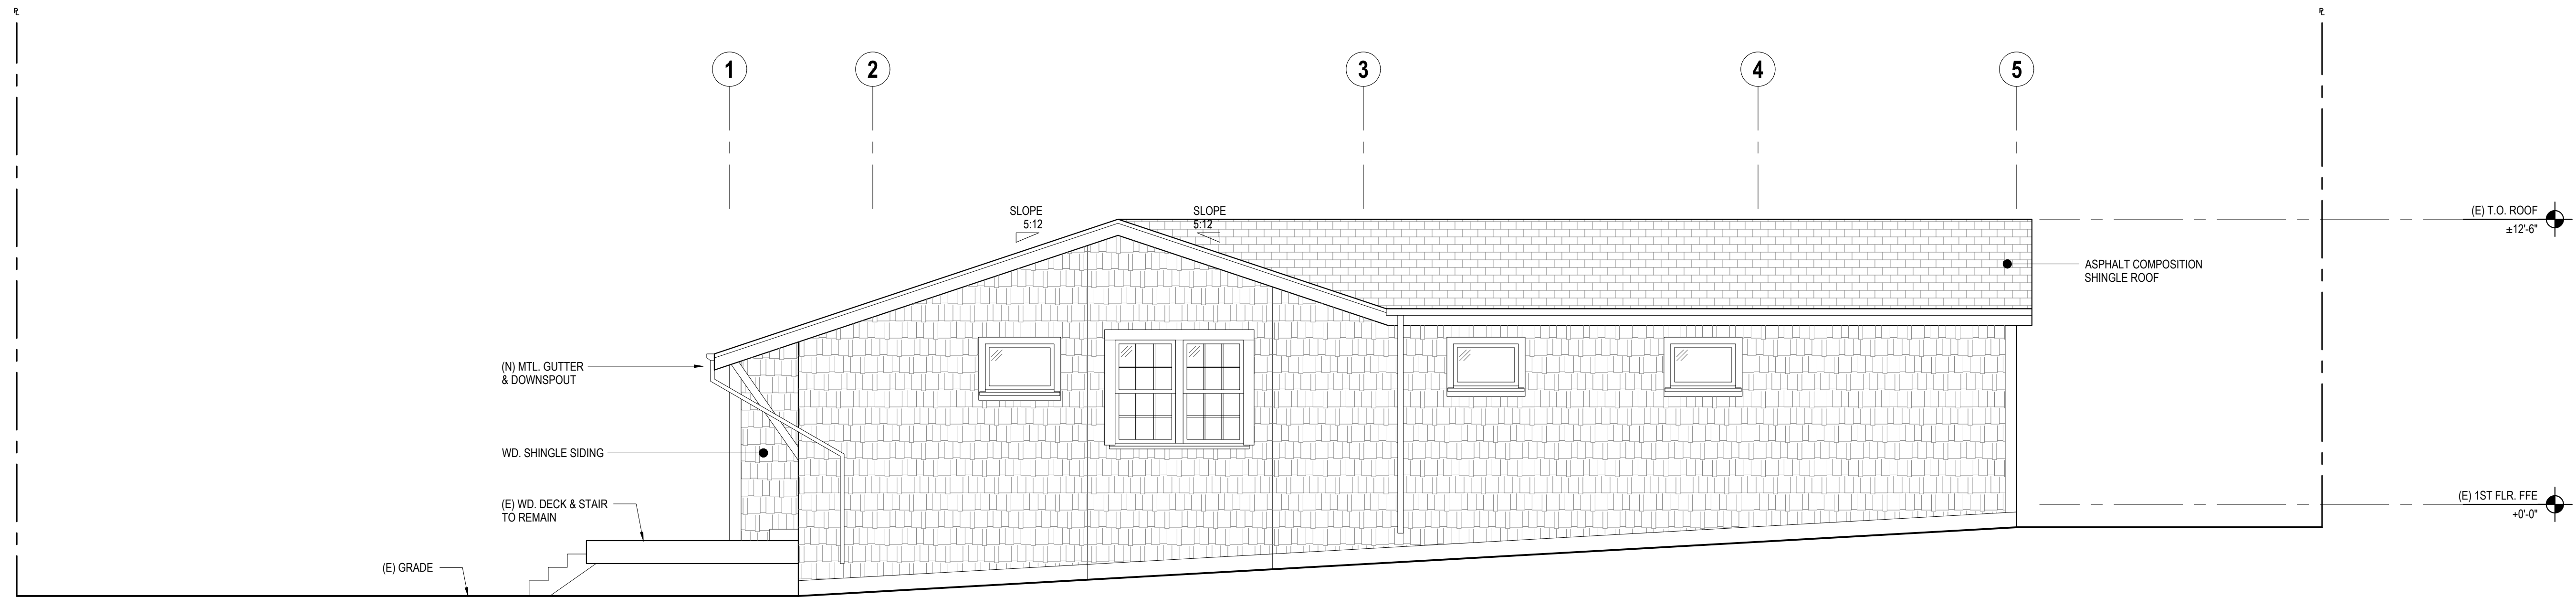 ℄
℄
1
2
3
4
5
SLOPE
5:12
SLOPE
5:12
(E) T.O. ROOF
±12'-6"
ASPHALT COMPOSITION
SHINGLE ROOF
(N) MTL. GUTTER
& DOWNSPOUT
WD. SHINGLE SIDING
(E) WD. DECK & STAIR
TO REMAIN
(E) 1ST FLR. FFE
+0'-0"
(E) GRADE